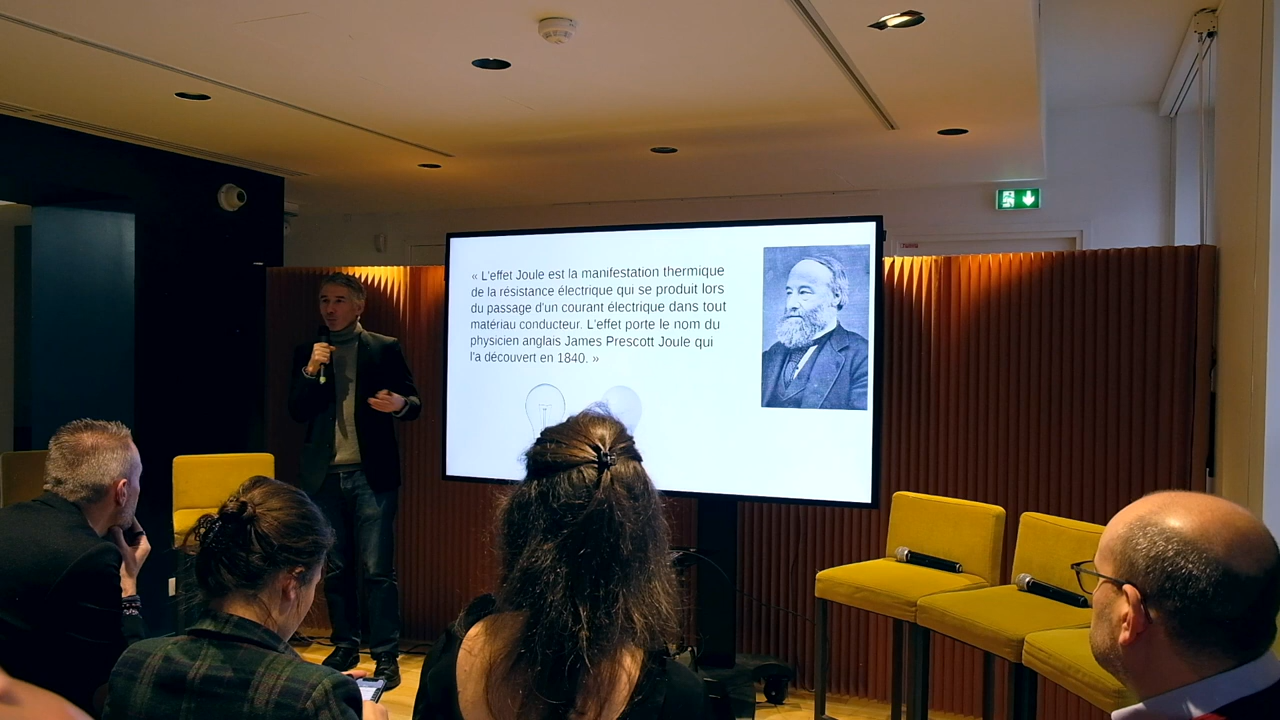 « L'effet Joule est la manifestation thermique
de la résistance électrique qui se produit lors
du passage d'un courant électrique dans tout
matériau conducteur. L'effet porte le nom du
physicien anglais James Prescott Joule qui
l'a découvert en 1840. »